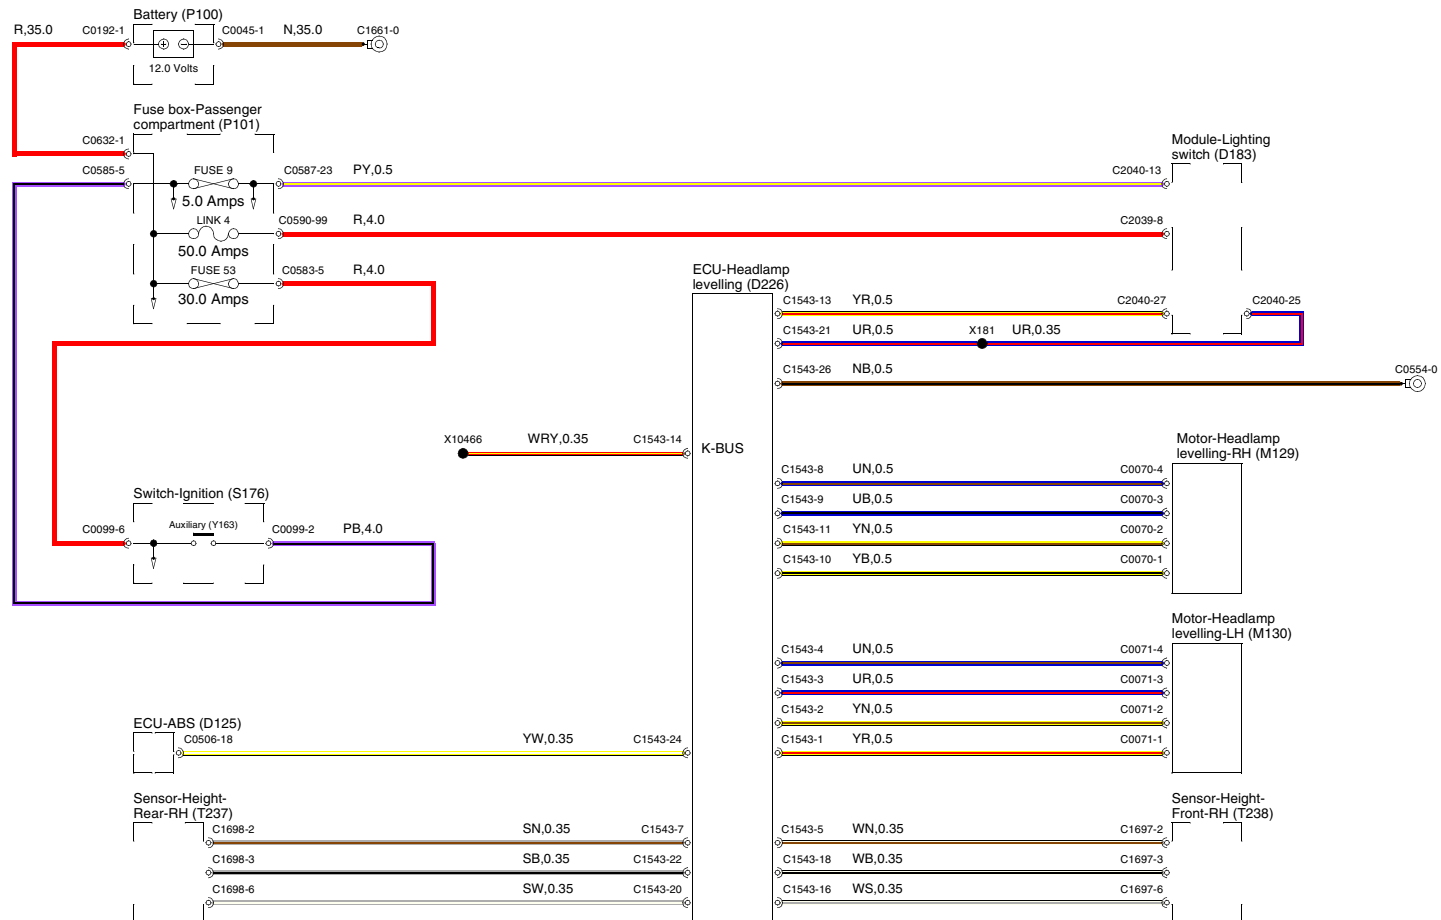 Battery (P100)
R,35.0 C0192-1 C0045-1 N,35.0 C1661-0
12.0 Volts
Fuse box-Passenger
compartment (P101)
C0632-1
Module-Lighting
switch (D183)
C0585-5 FUSE 9 C0587-23 PY,0.5 C2040-13
5.0 Amps
LINK 4 C0590-99 R,4.0 C2039-8
50.0 Amps
FUSE 53 C0583-5 R,4.0
30.0 Amps
ECU-Headlamp
levelling (D226)
C1543-13 YR,0.5 C2040-27 C2040-25
C1543-21 UR,0.5 X181 UR,0.35
C1543-26 NB,0.5 C0554-0
X10466 WRY,0.35 C1543-14 K-BUS
Motor-Headlamp
levelling-RH (M129)
C1543-8 UN,0.5 C0070-4
C1543-9 UB,0.5 C0070-3
C1543-11 YN,0.5 C0070-2
C1543-10 YB,0.5 C0070-1
Switch-Ignition (S176)
C0099-6 Auxiliary (Y163) C0099-2 PB,4.0
Motor-Headlamp
levelling-LH (M130)
C1543-4 UN,0.5 C0071-4
C1543-3 UR,0.5 C0071-3
C1543-2 YN,0.5 C0071-2
C1543-1 YR,0.5 C0071-1
ECU-ABS (D125)
C0506-18 YW,0.35 C1543-24
Sensor-Height-
Rear-RH (T237)
C1698-2 SN,0.35 C1543-7
C1698-3 SB,0.35 C1543-22
C1698-6 SW,0.35 C1543-20
Sensor-Height-
Front-RH (T238)
C1543-5 WN,0.35 C1697-2
C1543-18 WB,0.35 C1697-3
C1543-16 WS,0.35 C1697-6